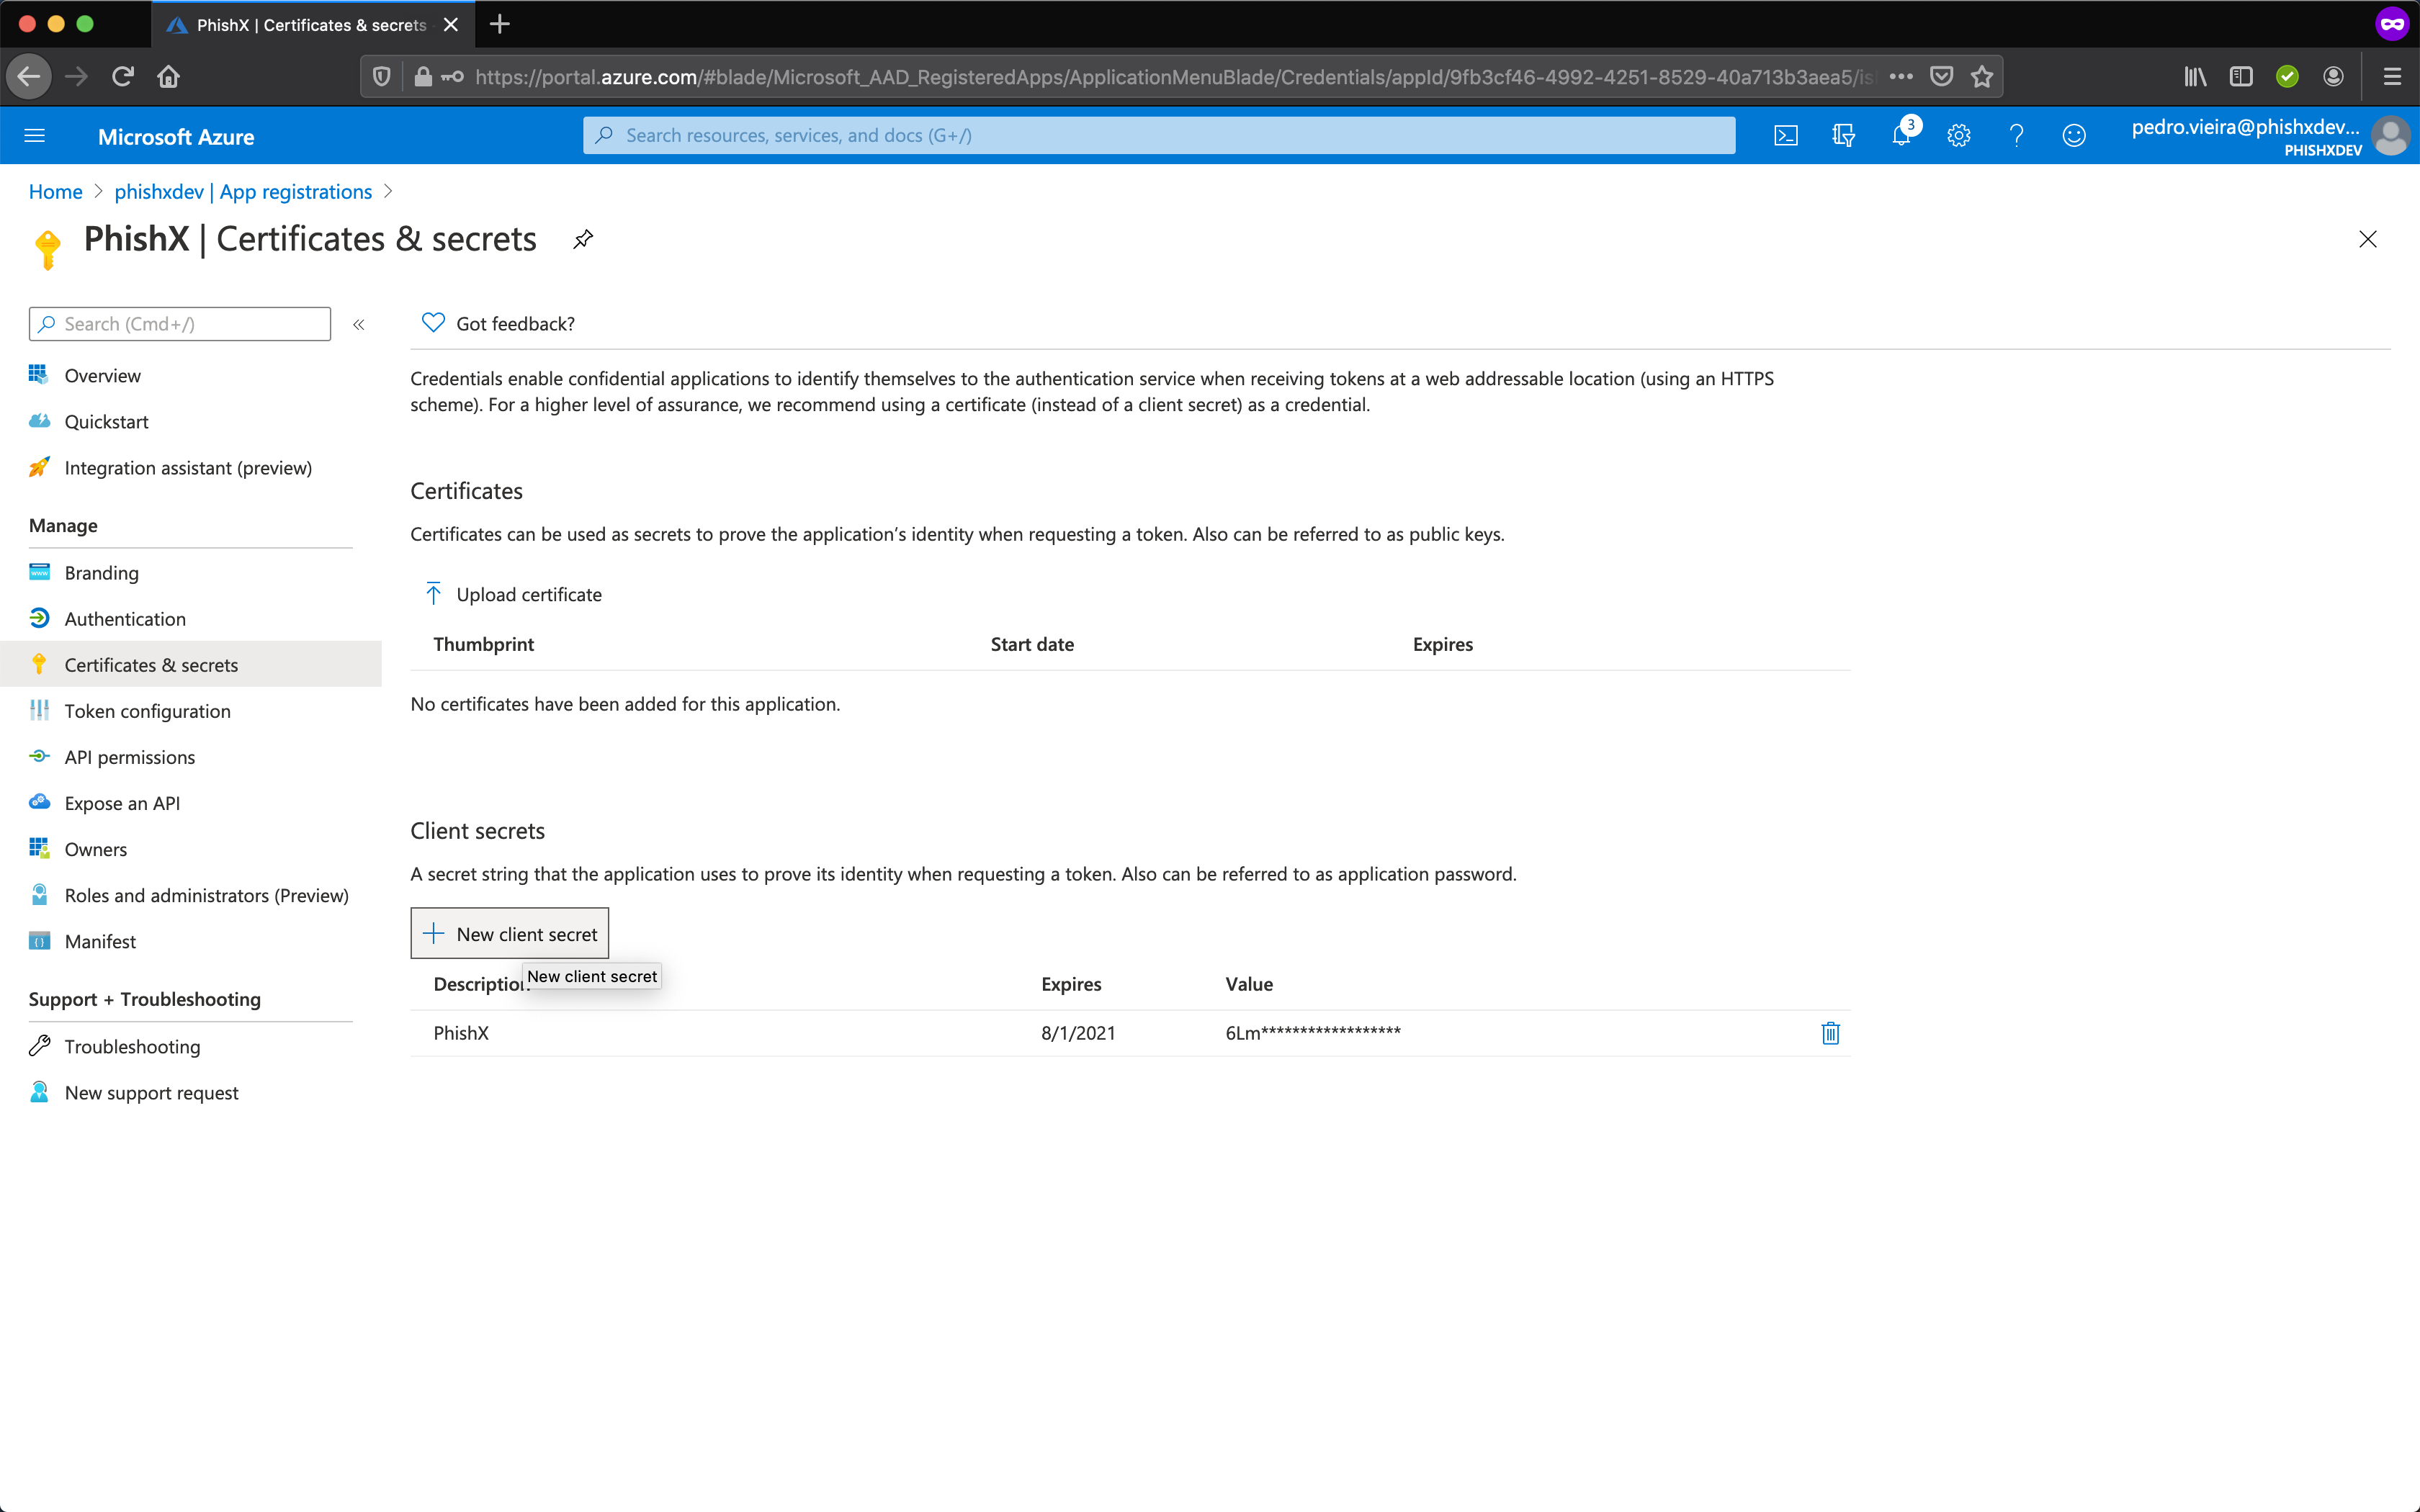 PhishX | Certificates & secrets
https://portal.azure.com/#blade/Microsoft_AAD_RegisteredApps/ApplicationMenuBlade/Credentials/appId/9fb3cf46-4992-4251-8529-40a713b3aea5/is
Microsoft Azure
Search resources, services, and docs (G+/)
3
pedro.vieira@phishxdev...
PHISHXDEV
Home > phishxdev | App registrations >
PhishX | Certificates & secrets
Search (Cmd+/)
«
Overview
Quickstart
Integration assistant (preview)
Manage
Branding
Authentication
Certificates & secrets
Token configuration
API permissions
Expose an API
Owners
Roles and administrators (Preview)
Manifest
Support + Troubleshooting
Troubleshooting
New support request
Got feedback?
Credentials enable confidential applications to identify themselves to the authentication service when receiving tokens at a web addressable location (using an HTTPS
scheme). For a higher level of assurance, we recommend using a certificate (instead of a client secret) as a credential.
Certificates
Certificates can be used as secrets to prove the application’s identity when requesting a token. Also can be referred to as public keys.
Upload certificate
Thumbprint Start date Expires
No certificates have been added for this application.
Client secrets
A secret string that the application uses to prove its identity when requesting a token. Also can be referred to as application password.
New client secret
New client secret
Description Expires Value
PhishX 8/1/2021 6Lm******************